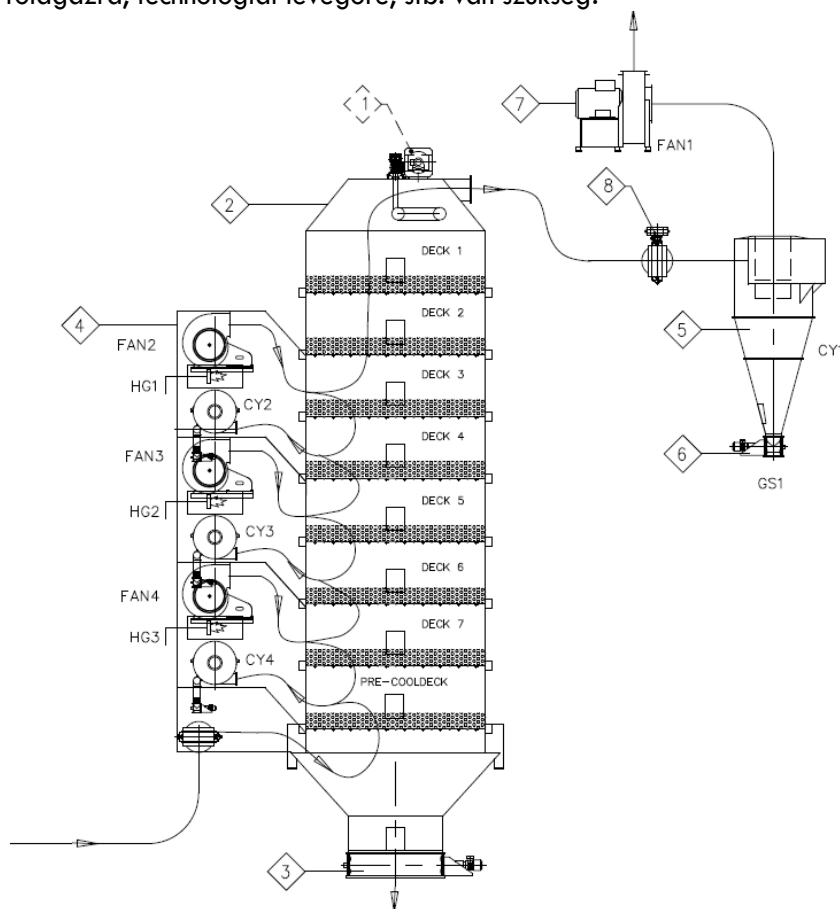 földgázra, technológiai levegőre, stb. van szükség.
1
7
FAN1
8
2
DECK 1
DECK 2
4
FAN2
5
CY1
DECK 3
HG1
CY2
DECK 4
FAN3
6
GS1
DECK 5
HG2
CY3
DECK 6
FAN4
DECK 7
HG3
CY4
PRE-COOLDECK
3